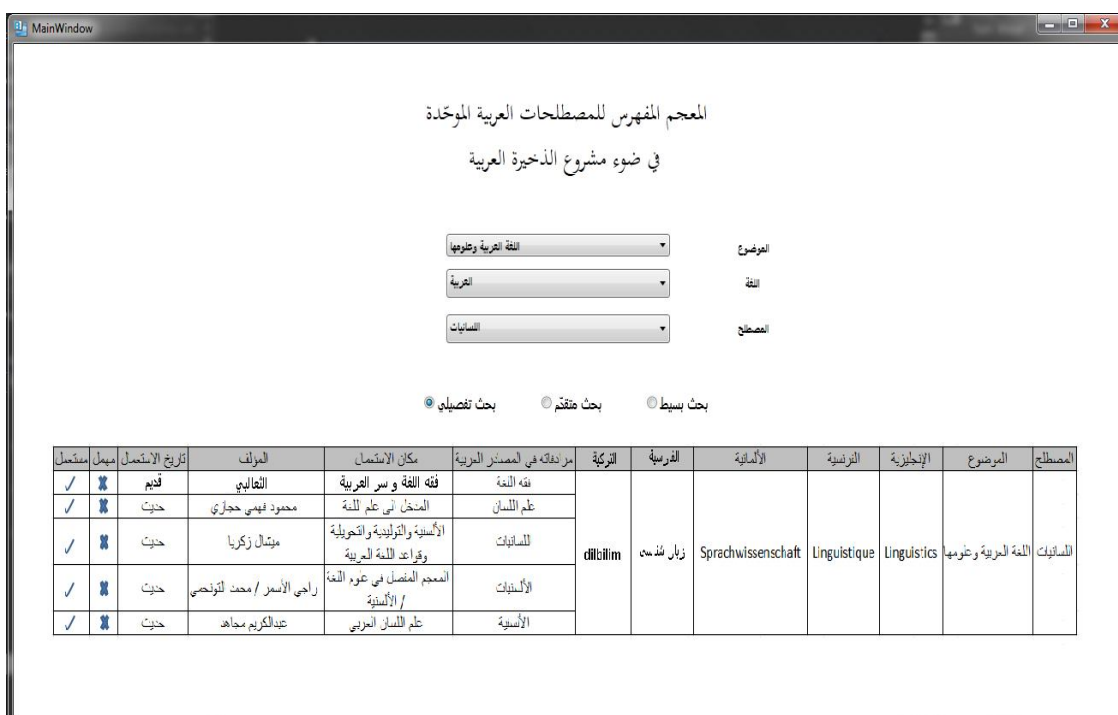 MainWindow
المعجم المفهرس للمصطلحات العربية الموحّدة
في ضوء مشروع الذخيرة العربية
الموضوع اللغة العربية وعلومها
اللغة العربية
المصطلح اللسانيات
بحث بسيط بحث متقدّم بحث تفصيلي
المصطلح الموضوع الإنجليزية الفرنسية الألمانية الفرسية التركية مرادفاته في المصادر العربية مكان الاستعمال المؤلف تاريخ الاستعمال مهمل مستعمل
اللسانيات اللغة العربية وعلومها Linguistics Linguistique Sprachwissenschaft زبان dilbilim
فقه اللغة فقه اللغة و سر العربية الثعالبي قديم
علم اللسان المدخل الى علم اللغة محمود فهمي حجازي حديث
اللسانيات الألسنية والتوليدية والتحويلية
وقواعد اللغة العربية ميشال زكريا حديث
الألسنيات المعجم المفصل في علوم اللغة
/ الألسنية راجي الأسمر / محمد التونجي حديث
الألسنية علم اللسان العربي عبدالكريم مجاهد حديث